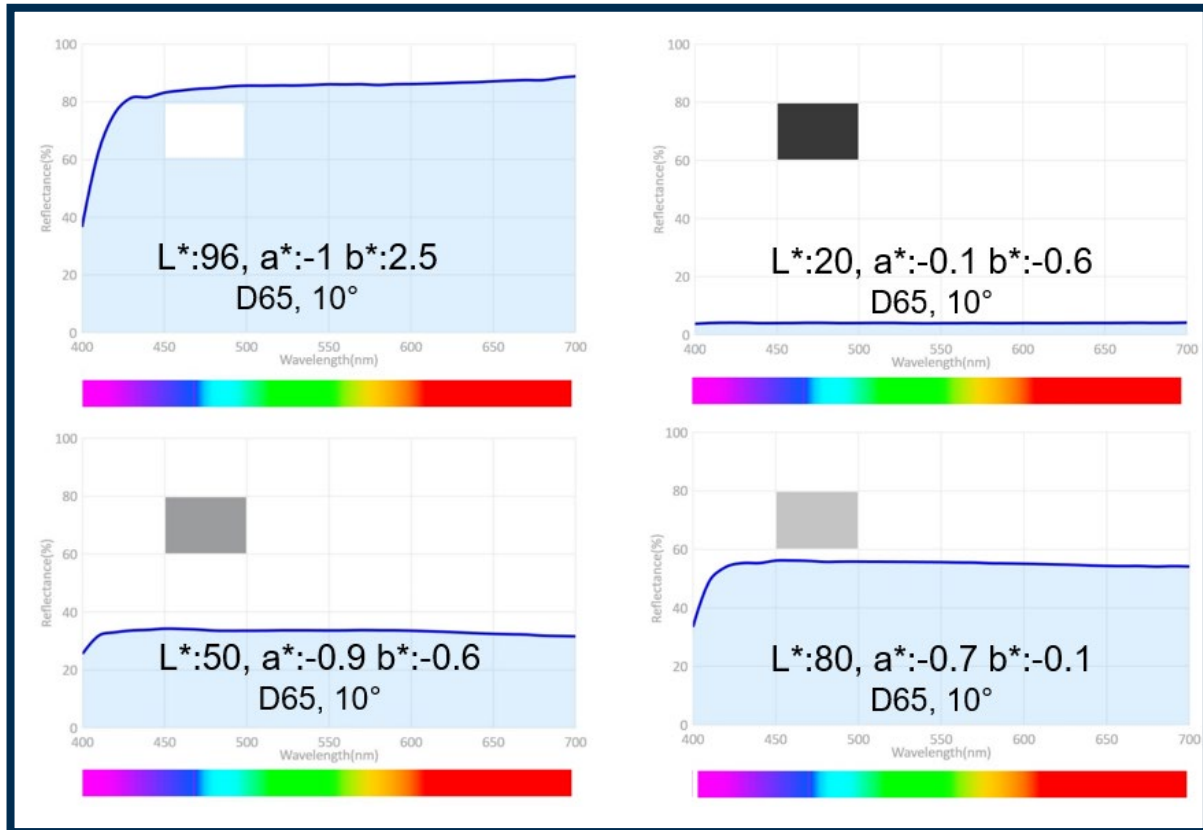 100
80
60
40
20
0
Reflectance(%)
L*:96, a*:-1 b*:2.5
D65, 10°
400 450 500 550 600 650 700
Wavelength(nm)
100
80
60
40
20
0
Reflectance(%)
L*:20, a*:-0.1 b*:-0.6
D65, 10°
400 450 500 550 600 650 700
Wavelength(nm)
100
80
60
40
20
0
Reflectance(%)
L*:50, a*:-0.9 b*:-0.6
D65, 10°
400 450 500 550 600 650 700
Wavelength(nm)
100
80
60
40
20
0
Reflectance(%)
L*:80, a*:-0.7 b*:-0.1
D65, 10°
400 450 500 550 600 650 700
Wavelength(nm)